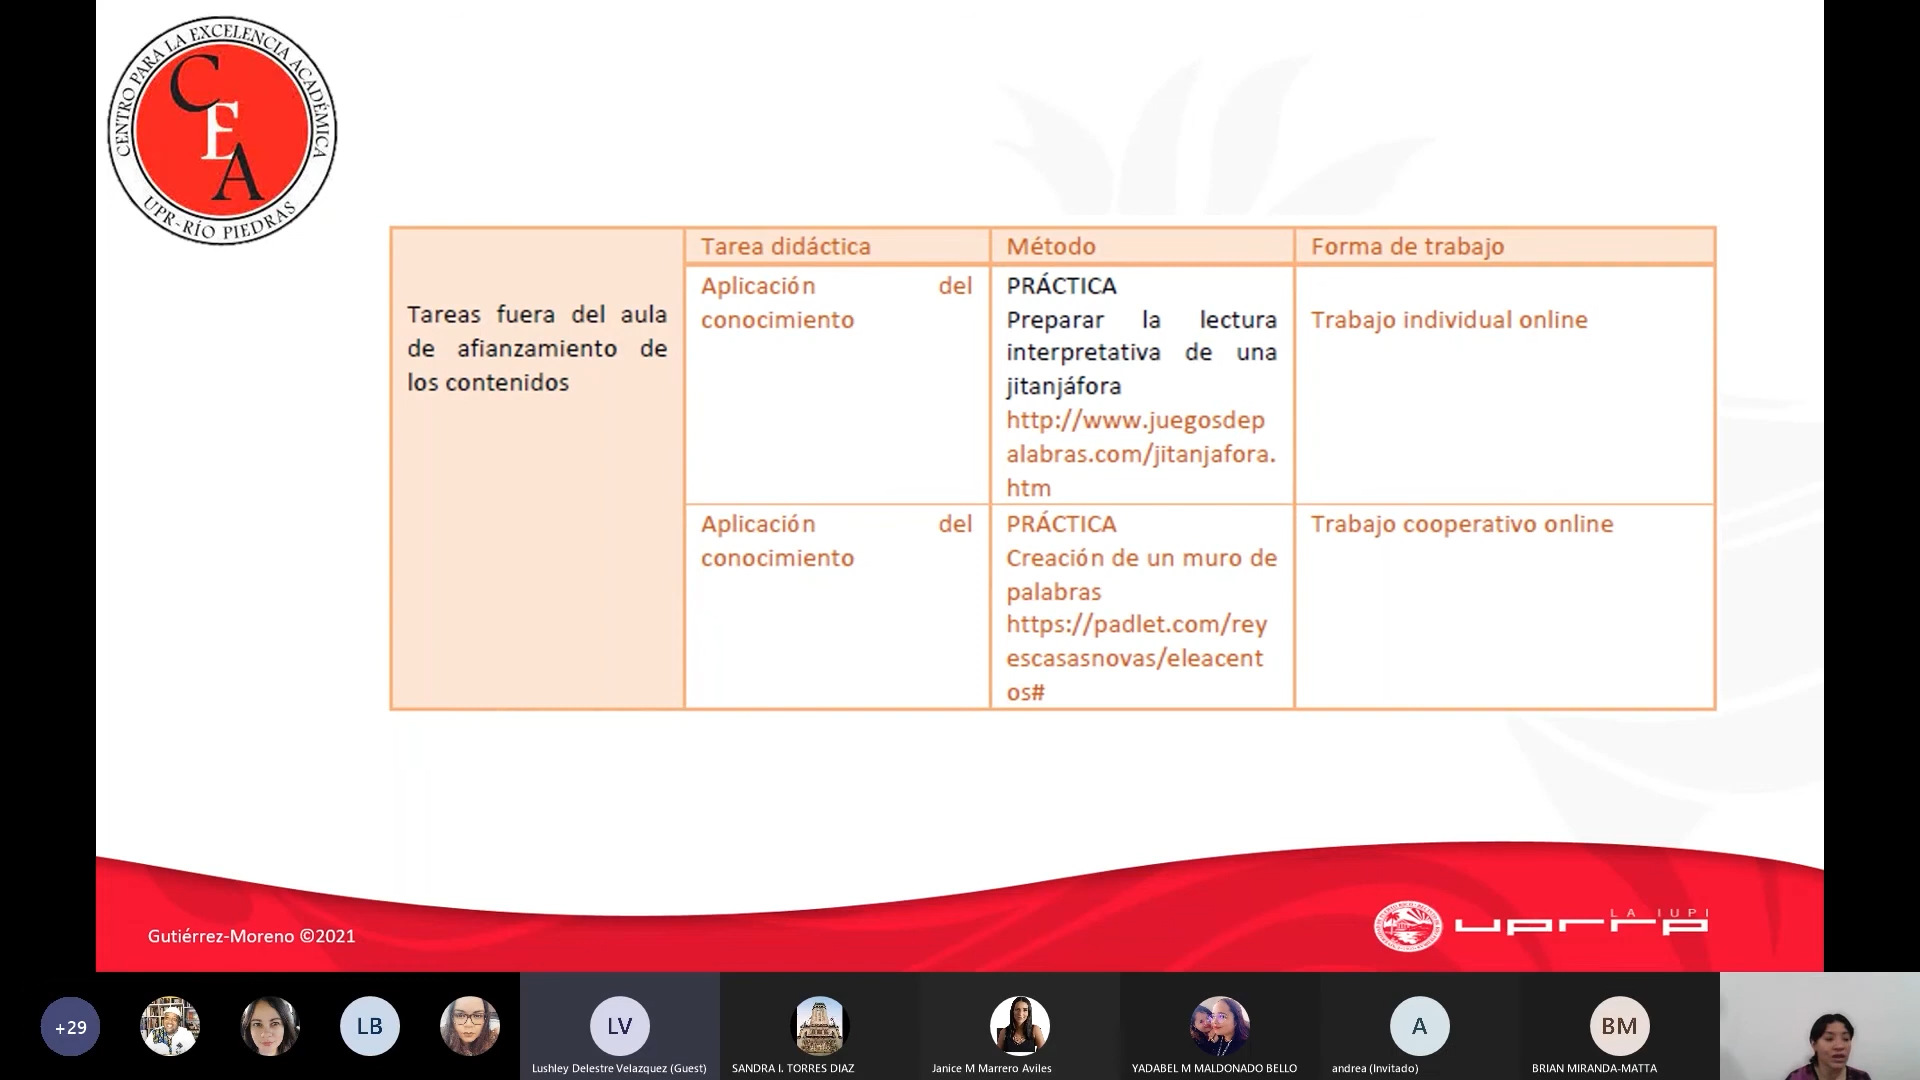 CENTRO PARA LA EXCELENCIA ACADÉMICA
CEA
UPR-RÍO PIEDRAS
Tareas fuera del aula
de afianzamiento de
los contenidos
Tarea didáctica
Método
Forma de trabajo
Aplicación del
conocimiento
PRÁCTICA
Preparar la lectura
interpretativa de una
jitanjáfora
http://www.juegosdep
alabras.com/jitanjafora.
htm
Trabajo individual online
Aplicación del
conocimiento
PRÁCTICA
Creación de un muro de
palabras
https://padlet.com/rey
escasasnovas/eleacent
os#
Trabajo cooperativo online
Gutiérrez-Moreno ©2021
LA IUPI
uprrp
+29
LB
LV
A
BM
Lushley Delestre Velazquez (Guest)
SANDRA I. TORRES DIAZ
Janice M Marrero Aviles
YADABEL M MALDONADO BELLO
andrea (Invitado)
BRIAN MIRANDA-MATTA